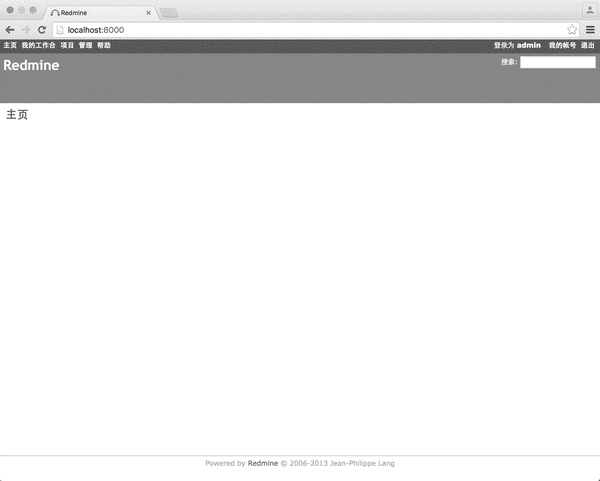 Redmine
localhost:8000
主页 我的工作台 项目 管理 帮助 登录为 admin 我的帐号 退出
Redmine 搜索:
主页
Powered by Redmine © 2006-2013 Jean-Philippe Lang